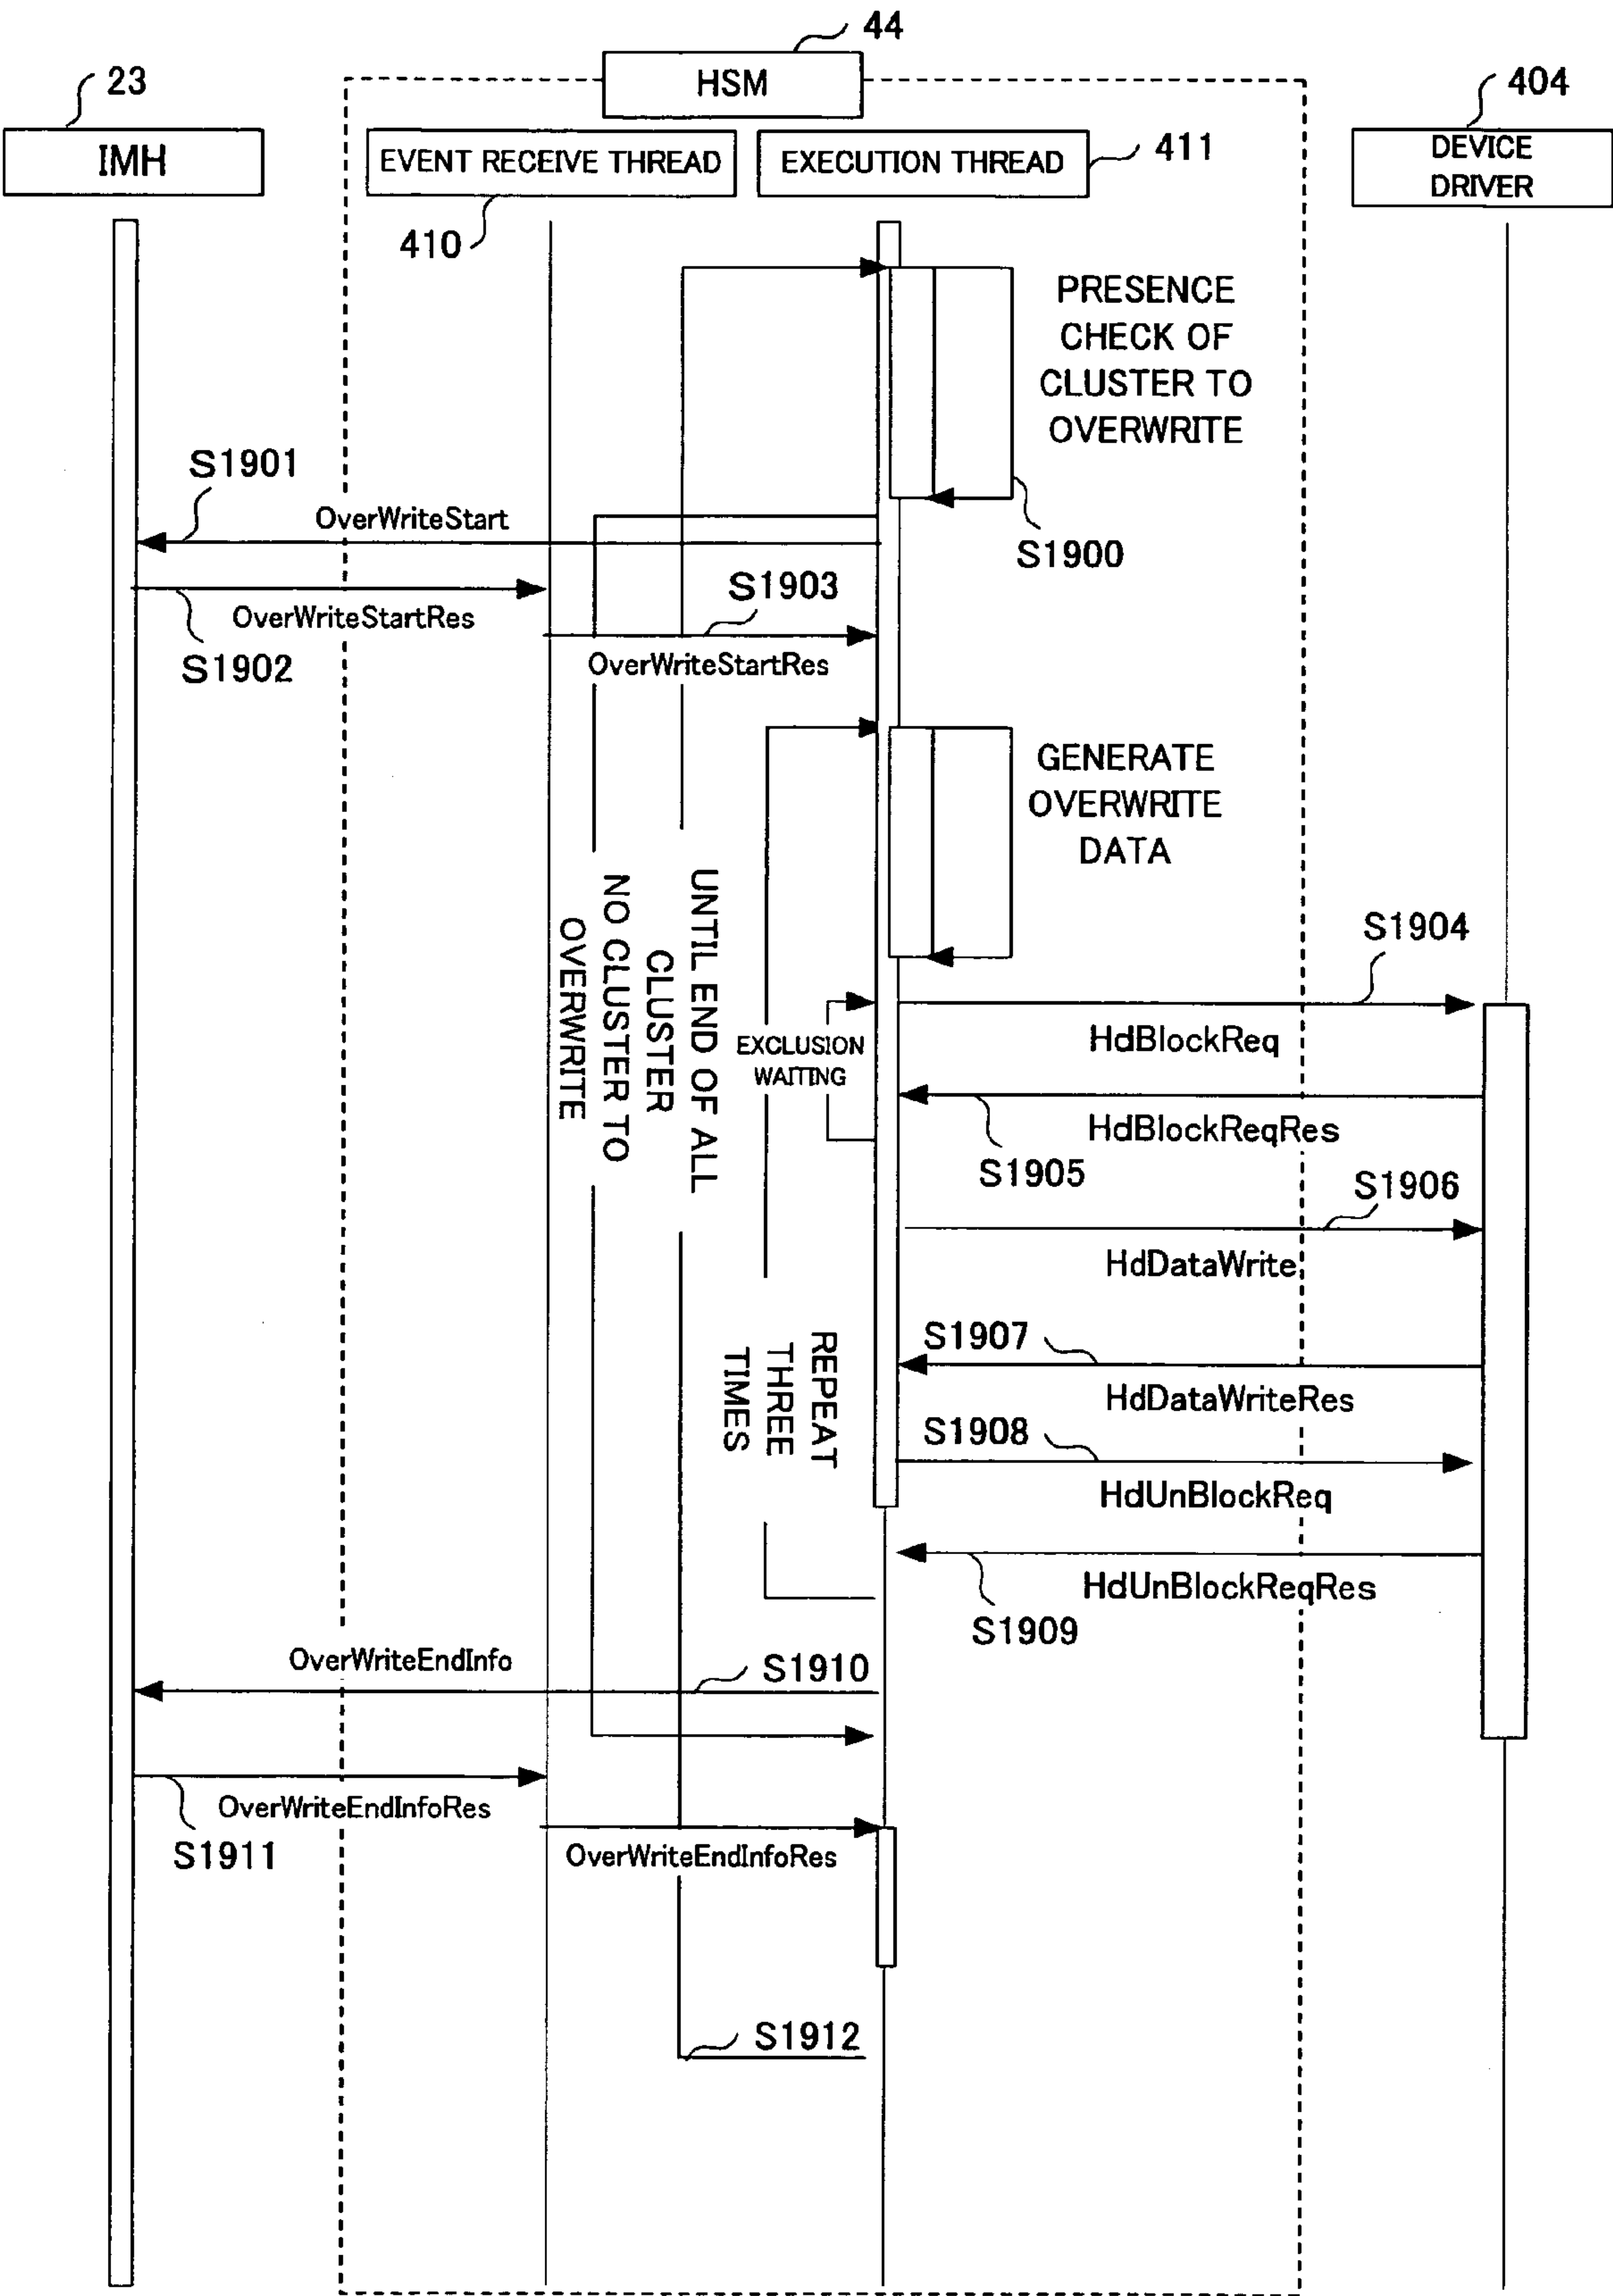 44
HSM
23
404
IMH
EVENT RECEIVE THREAD
EXECUTION THREAD
411
DEVICE
DRIVER
410
PRESENCE
CHECK OF
CLUSTER TO
OVERWRITE
S1900
S1901
OverWriteStart
S1902
OverWriteStartRes
S1903
OverWriteStartRes
GENERATE
OVERWRITE
DATA
UNTIL END OF ALL
CLUSTER
NO CLUSTER TO
OVERWRITE
EXCLUSION
WAITING
S1904
HdBlockReq
HdBlockReqRes
S1905
S1906
HdDataWrite
REPEAT
THREE
TIMES
S1907
HdDataWriteRes
S1908
HdUnBlockReq
HdUnBlockReqRes
S1909
OverWriteEndInfo
S1910
OverWriteEndInfoRes
S1911
OverWriteEndInfoRes
S1912